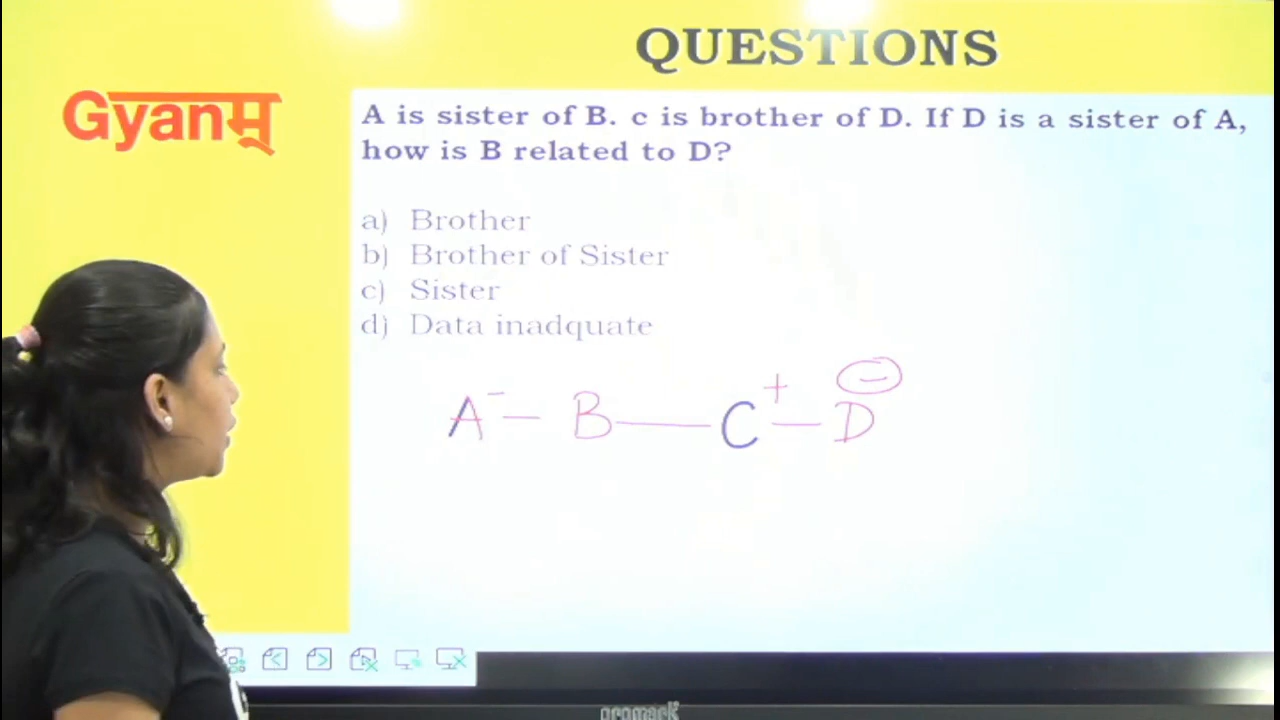 QUESTIONS
Gyanम्
A is sister of B. c is brother of D. If D is a sister of A,
how is B related to D?
a) Brother
b) Brother of Sister
c) Sister
d) Data inadquate
A⁻ — B — C⁺ — D⁻
promark